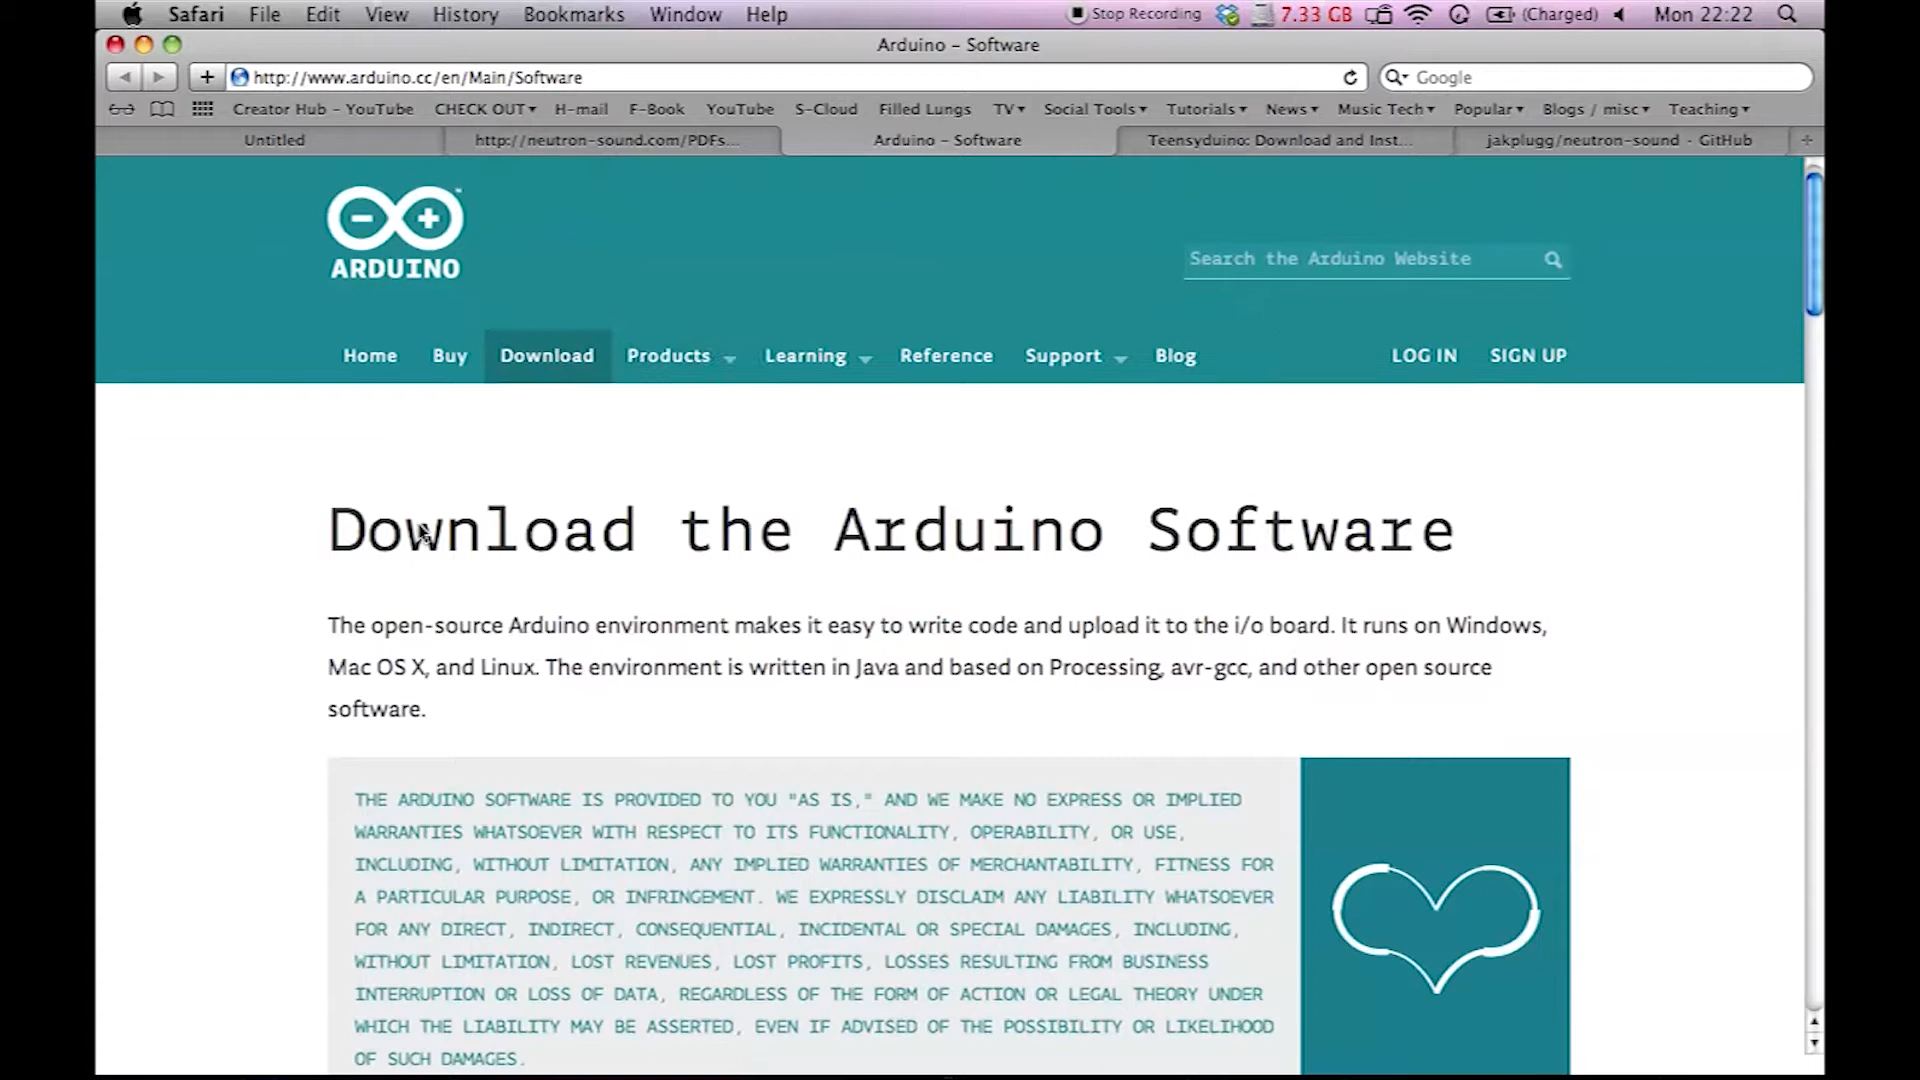 Safari File Edit View History Bookmarks Window Help Stop Recording 7.33 GB (Charged) Mon 22:22
Arduino - Software
http://www.arduino.cc/en/Main/Software Google
Creator Hub - YouTube CHECK OUT H-mail F-Book YouTube S-Cloud Filled Lungs TV Social Tools Tutorials News Music Tech Popular Blogs / misc Teaching
Untitled http://neutron-sound.com/PDFs... Arduino - Software Teensyduino: Download and Inst... jakplugg/neutron-sound · GitHub
ARDUINO
Search the Arduino Website
Home Buy Download Products Learning Reference Support Blog LOG IN SIGN UP
Download the Arduino Software
The open-source Arduino environment makes it easy to write code and upload it to the i/o board. It runs on Windows,
Mac OS X, and Linux. The environment is written in Java and based on Processing, avr-gcc, and other open source
software.
THE ARDUINO SOFTWARE IS PROVIDED TO YOU "AS IS," AND WE MAKE NO EXPRESS OR IMPLIED
WARRANTIES WHATSOEVER WITH RESPECT TO ITS FUNCTIONALITY, OPERABILITY, OR USE,
INCLUDING, WITHOUT LIMITATION, ANY IMPLIED WARRANTIES OF MERCHANTABILITY, FITNESS FOR
A PARTICULAR PURPOSE, OR INFRINGEMENT. WE EXPRESSLY DISCLAIM ANY LIABILITY WHATSOEVER
FOR ANY DIRECT, INDIRECT, CONSEQUENTIAL, INCIDENTAL OR SPECIAL DAMAGES, INCLUDING,
WITHOUT LIMITATION, LOST REVENUES, LOST PROFITS, LOSSES RESULTING FROM BUSINESS
INTERRUPTION OR LOSS OF DATA, REGARDLESS OF THE FORM OF ACTION OR LEGAL THEORY UNDER
WHICH THE LIABILITY MAY BE ASSERTED, EVEN IF ADVISED OF THE POSSIBILITY OR LIKELIHOOD
OF SUCH DAMAGES.